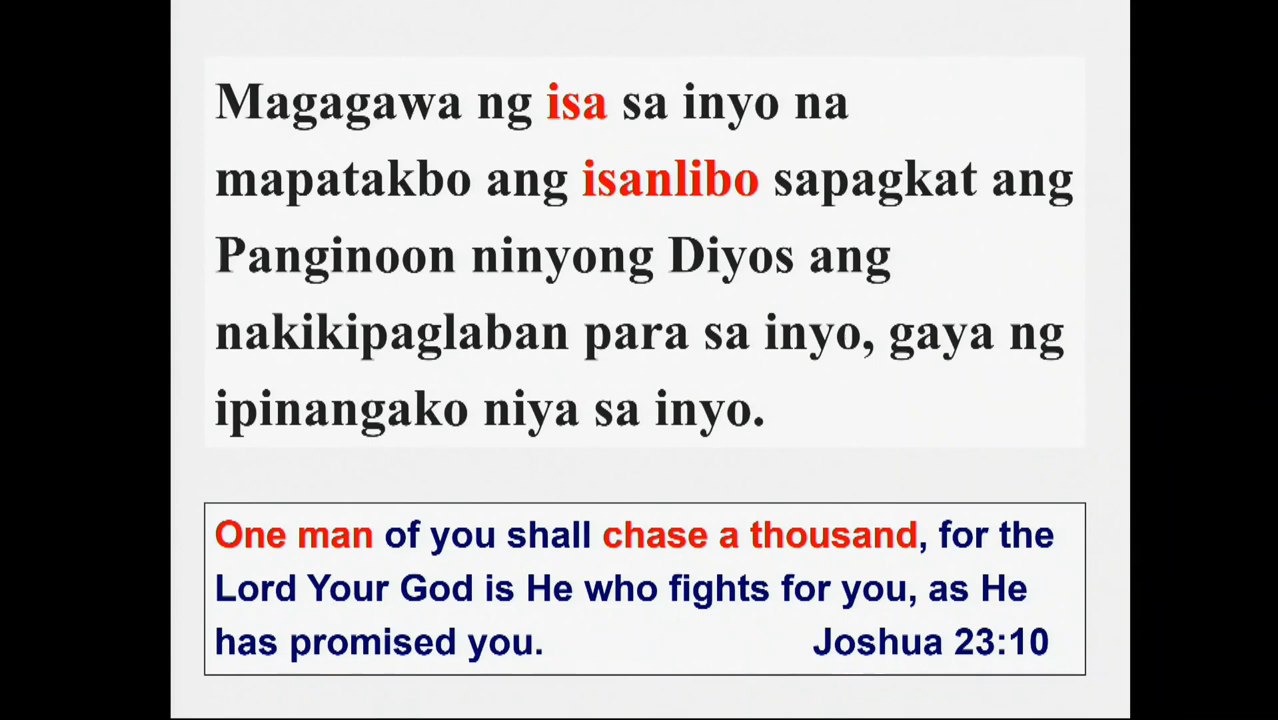 Magagawa ng isa sa inyo na
mapatakbo ang isanlibo sapagkat ang
Panginoon ninyong Diyos ang
nakikipaglaban para sa inyo, gaya ng
ipinangako niya sa inyo.
One man of you shall chase a thousand, for the
Lord Your God is He who fights for you, as He
has promised you. Joshua 23:10